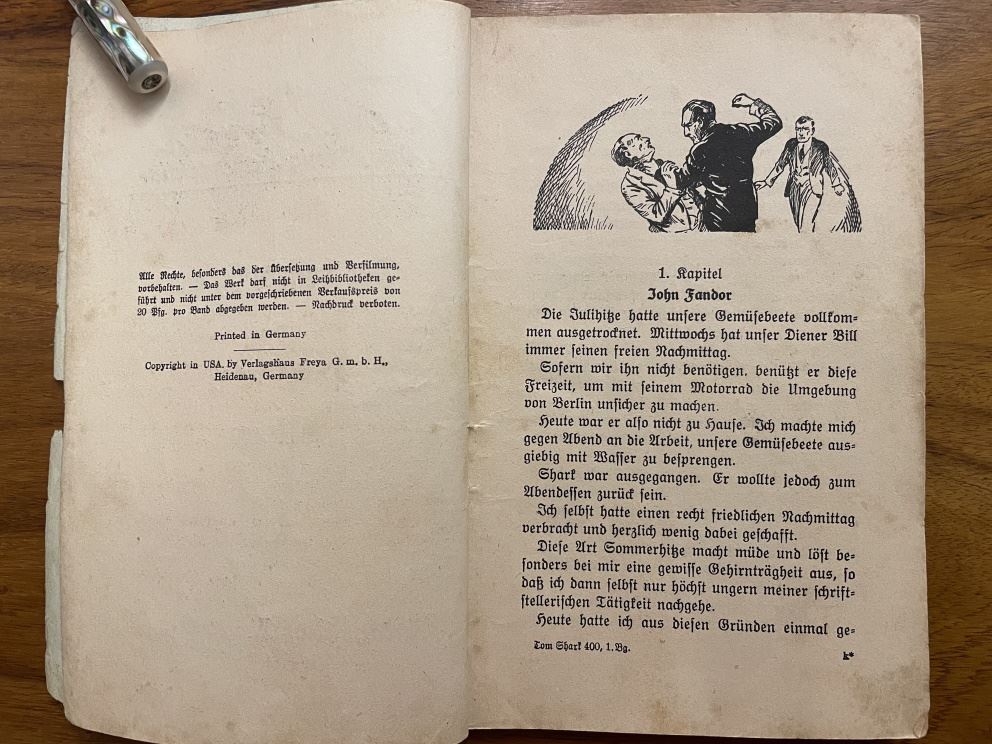 Alle Rechte, besonders das der Übersetzung und Verfilmung,
vorbehalten. — Das Werk darf nicht in Leihbibliotheken ge-
führt und nicht unter dem vorgeschriebenen Verkaufspreis von
20 Pfg. pro Band abgegeben werden. — Nachdruck verboten.
Printed in Germany
Copyright in USA. by Verlagshaus Freya G. m. b. H.,
Heidenau, Germany
1. Kapitel
John Fandor
Die Julihitze hatte unsere Gemüsebeete vollkom-
men ausgetrocknet. Mittwochs hat unser Diener Bill
immer seinen freien Nachmittag.
Sofern wir ihn nicht benötigen, benützt er diese
Freizeit, um mit seinem Motorrad die Umgebung
von Berlin unsicher zu machen.
Heute war er also nicht zu Hause. Ich machte mich
gegen Abend an die Arbeit, unsere Gemüsebeete aus-
giebig mit Wasser zu besprengen.
Shark war ausgegangen. Er wollte jedoch zum
Abendessen zurück sein.
Ich selbst hatte einen recht friedlichen Nachmittag
verbracht und herzlich wenig dabei geschafft.
Diese Art Sommerhitze macht müde und löst be-
sonders bei mir eine gewisse Gehirnträgheit aus, so
daß ich dann selbst nur höchst ungern meiner schrift-
stellerischen Tätigkeit nachgehe.
Heute hatte ich aus diesen Gründen einmal ge-
Tom Shark 400, 1. Bg.
k*